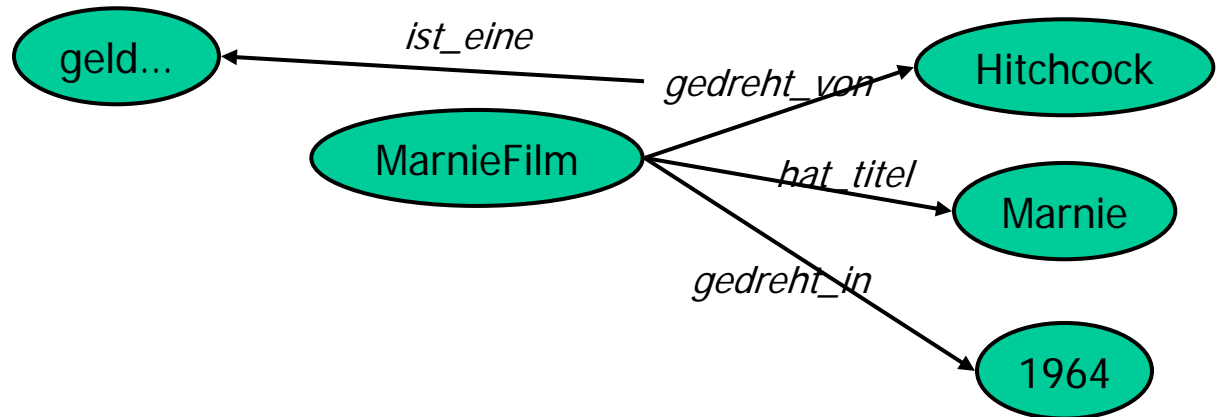 ist_eine
geld...
Hitchcock
gedreht_von
MarnieFilm
hat_titel
Marnie
gedreht_in
1964